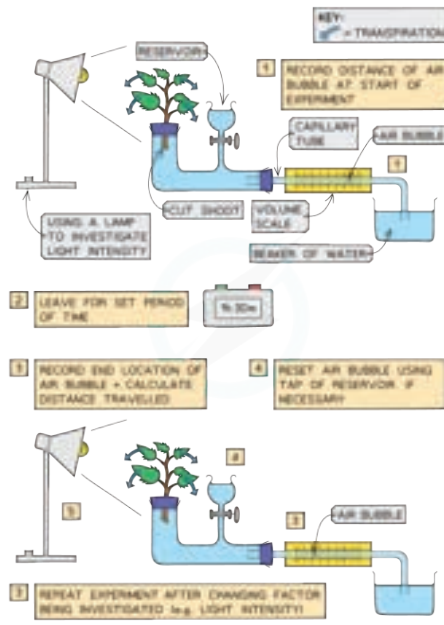 KEY:
= TRANSPIRATION
RESERVOIR
1 RECORD DISTANCE OF AIR
BUBBLE AT START OF
EXPERIMENT
CAPILLARY
TUBE
AIR BUBBLE
1
CUT SHOOT
VOLUME
SCALE
USING A LAMP
TO INVESTIGATE
LIGHT INTENSITY
BEAKER OF WATER
2 LEAVE FOR SET PERIOD
OF TIME
3 RECORD END LOCATION OF
AIR BUBBLE + CALCULATE
DISTANCE TRAVELLED
4 RESET AIR BUBBLE USING
TAP OF RESERVOIR IF
NECESSARY
4
5
3
AIR BUBBLE
REPEAT EXPERIMENT AFTER CHANGING FACTOR
BEING INVESTIGATED (e.g. LIGHT INTENSITY)